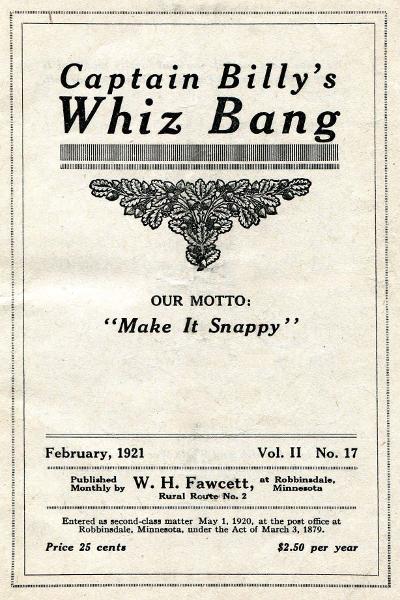 Captain Billy's
Whiz Bang
OUR MOTTO:
"Make It Snappy"
February, 1921 Vol. II No. 17
Published Monthly by W. H. Fawcett, Rural Route No. 2 at Robbinsdale, Minnesota
Entered as second-class matter May 1, 1920, at the post office at
Robbinsdale, Minnesota, under the Act of March 3, 1879.
Price 25 cents $2.50 per year